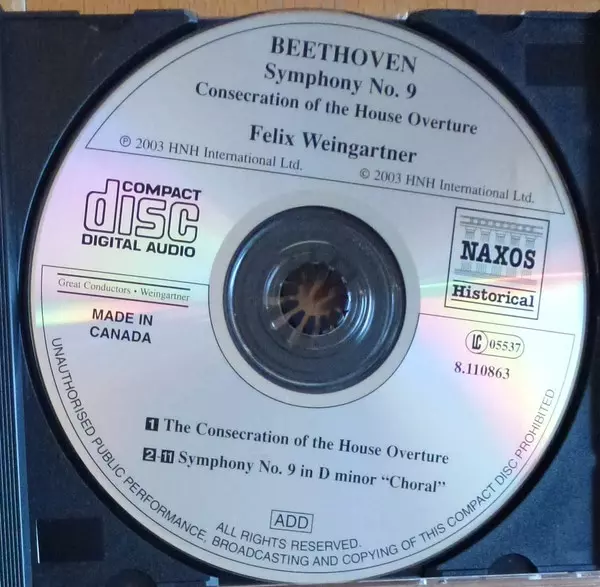 BEETHOVEN
Symphony No. 9
Consecration of the House Overture
Felix Weingartner
℗ 2003 HNH International Ltd.
© 2003 HNH International Ltd.
COMPACT
disc
DIGITAL AUDIO
NAXOS
Historical
Great Conductors • Weingartner
MADE IN
CANADA
LC 05537
8.110863
1 The Consecration of the House Overture
2-11 Symphony No. 9 in D minor “Choral”
ADD
ALL RIGHTS RESERVED.
UNAUTHORISED PUBLIC PERFORMANCE, BROADCASTING AND COPYING OF THIS COMPACT DISC PROHIBITED